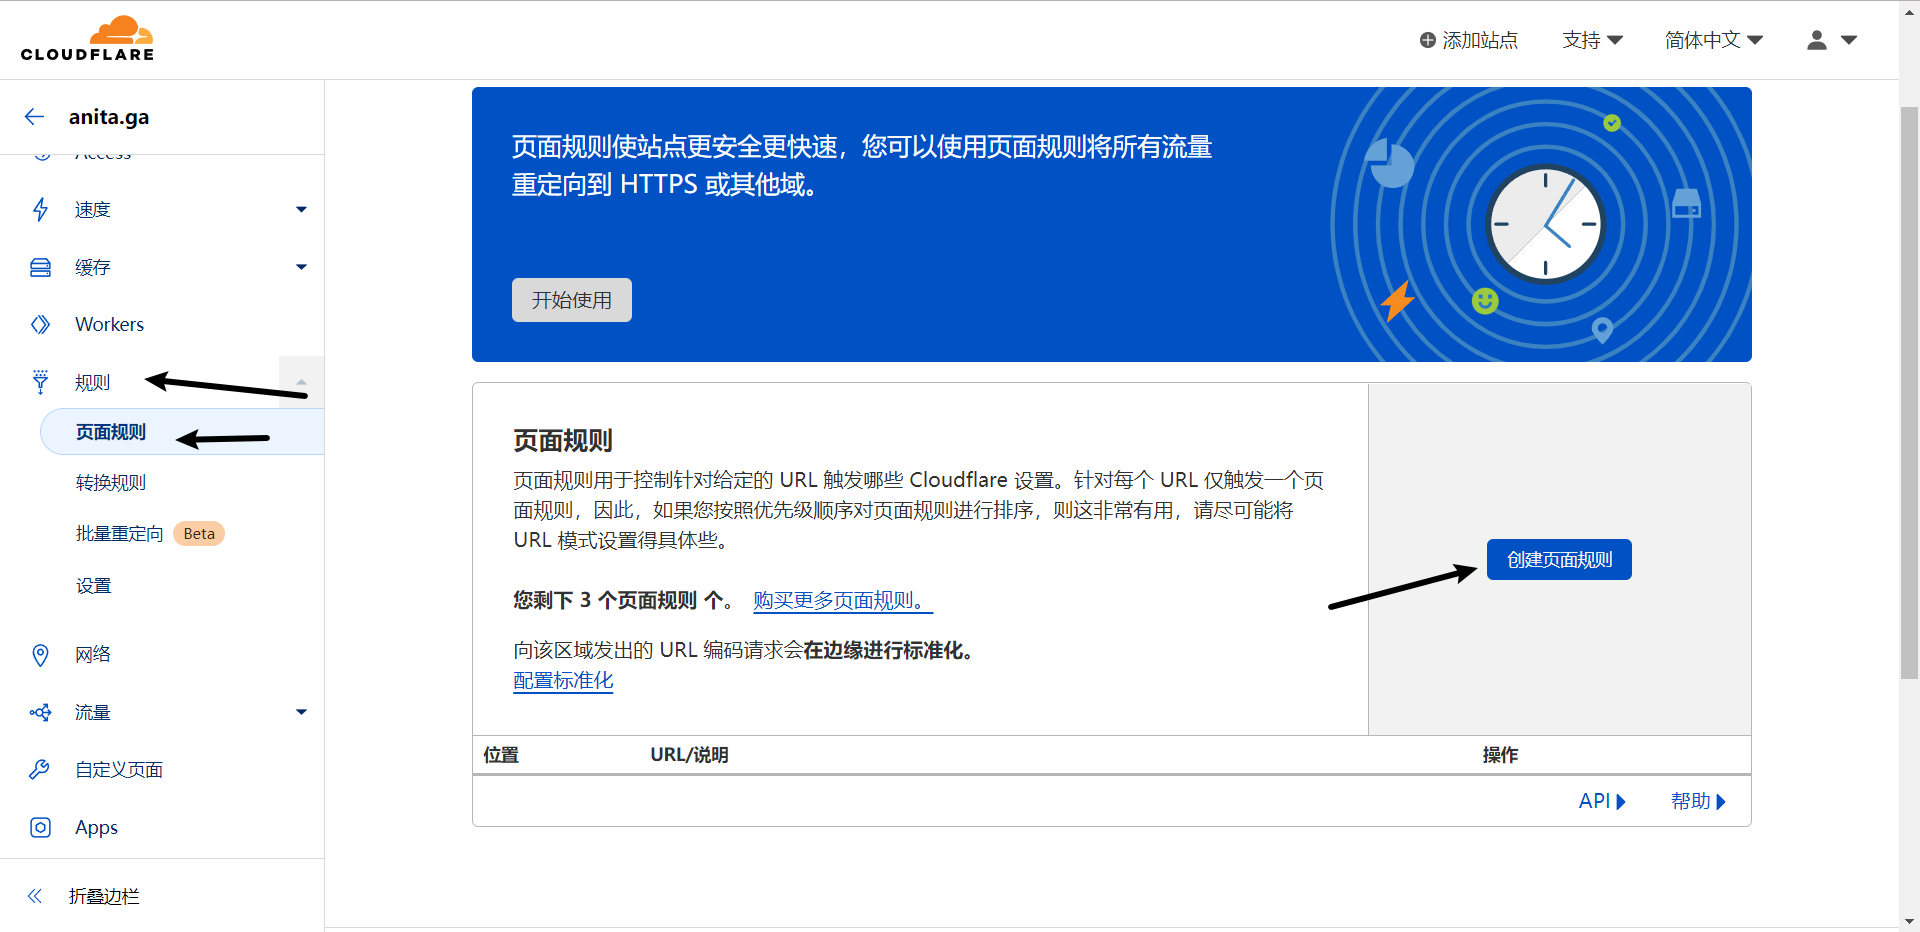 CLOUDFLARE
添加站点
支持
简体中文
anita.ga
Access
速度
缓存
Workers
规则
页面规则
转换规则
批量重定向 Beta
设置
网络
流量
自定义页面
Apps
折叠边栏
页面规则使站点更安全更快速，您可以使用页面规则将所有流量
重定向到 HTTPS 或其他域。
开始使用
页面规则
页面规则用于控制针对给定的 URL 触发哪些 Cloudflare 设置。针对每个 URL 仅触发一个页
面规则，因此，如果您按照优先级顺序对页面规则进行排序，则这非常有用，请尽可能将
URL 模式设置得具体些。
您剩下 3 个页面规则 个。 购买更多页面规则。
向该区域发出的 URL 编码请求会在边缘进行标准化。
配置标准化
创建页面规则
位置 URL/说明 操作
API 帮助